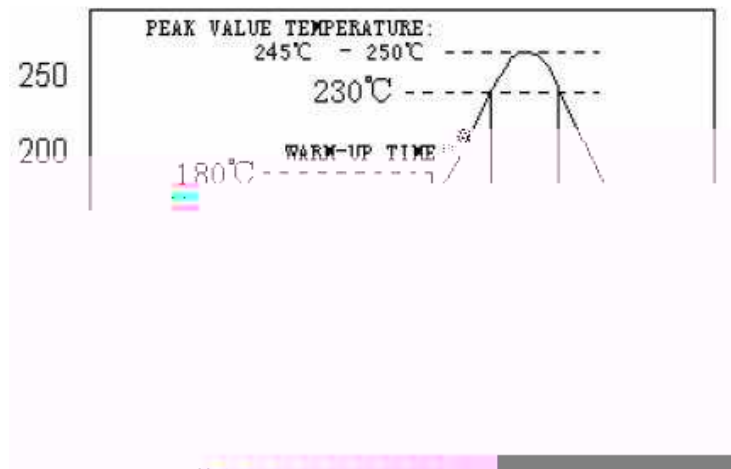 PEAK VALUE TEMPERATURE:
245℃ - 250℃
250
230℃
200
WARM-UP TIME
180℃